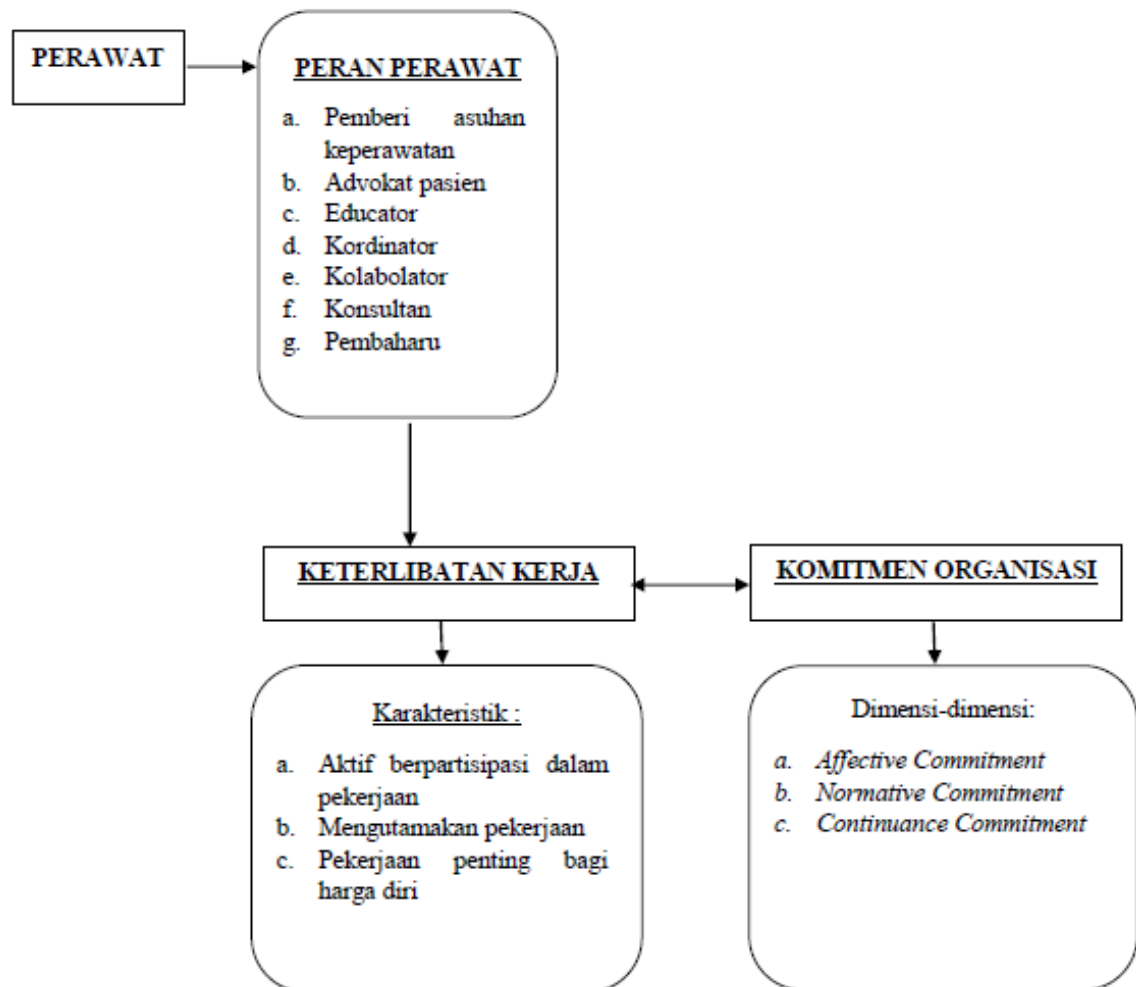 PERAWAT
PERAN PERAWAT
a. Pemberi asuhan
keperawatan
b. Advokat pasien
c. Educator
d. Kordinator
e. Kolabolator
f. Konsultan
g. Pembaharu
KETERLIBATAN KERJA
KOMITMEN ORGANISASI
Karakteristik :
a. Aktif berpartisipasi dalam
pekerjaan
b. Mengutamakan pekerjaan
c. Pekerjaan penting bagi
harga diri
Dimensi-dimensi:
a. Affective Commitment
b. Normative Commitment
c. Continuance Commitment